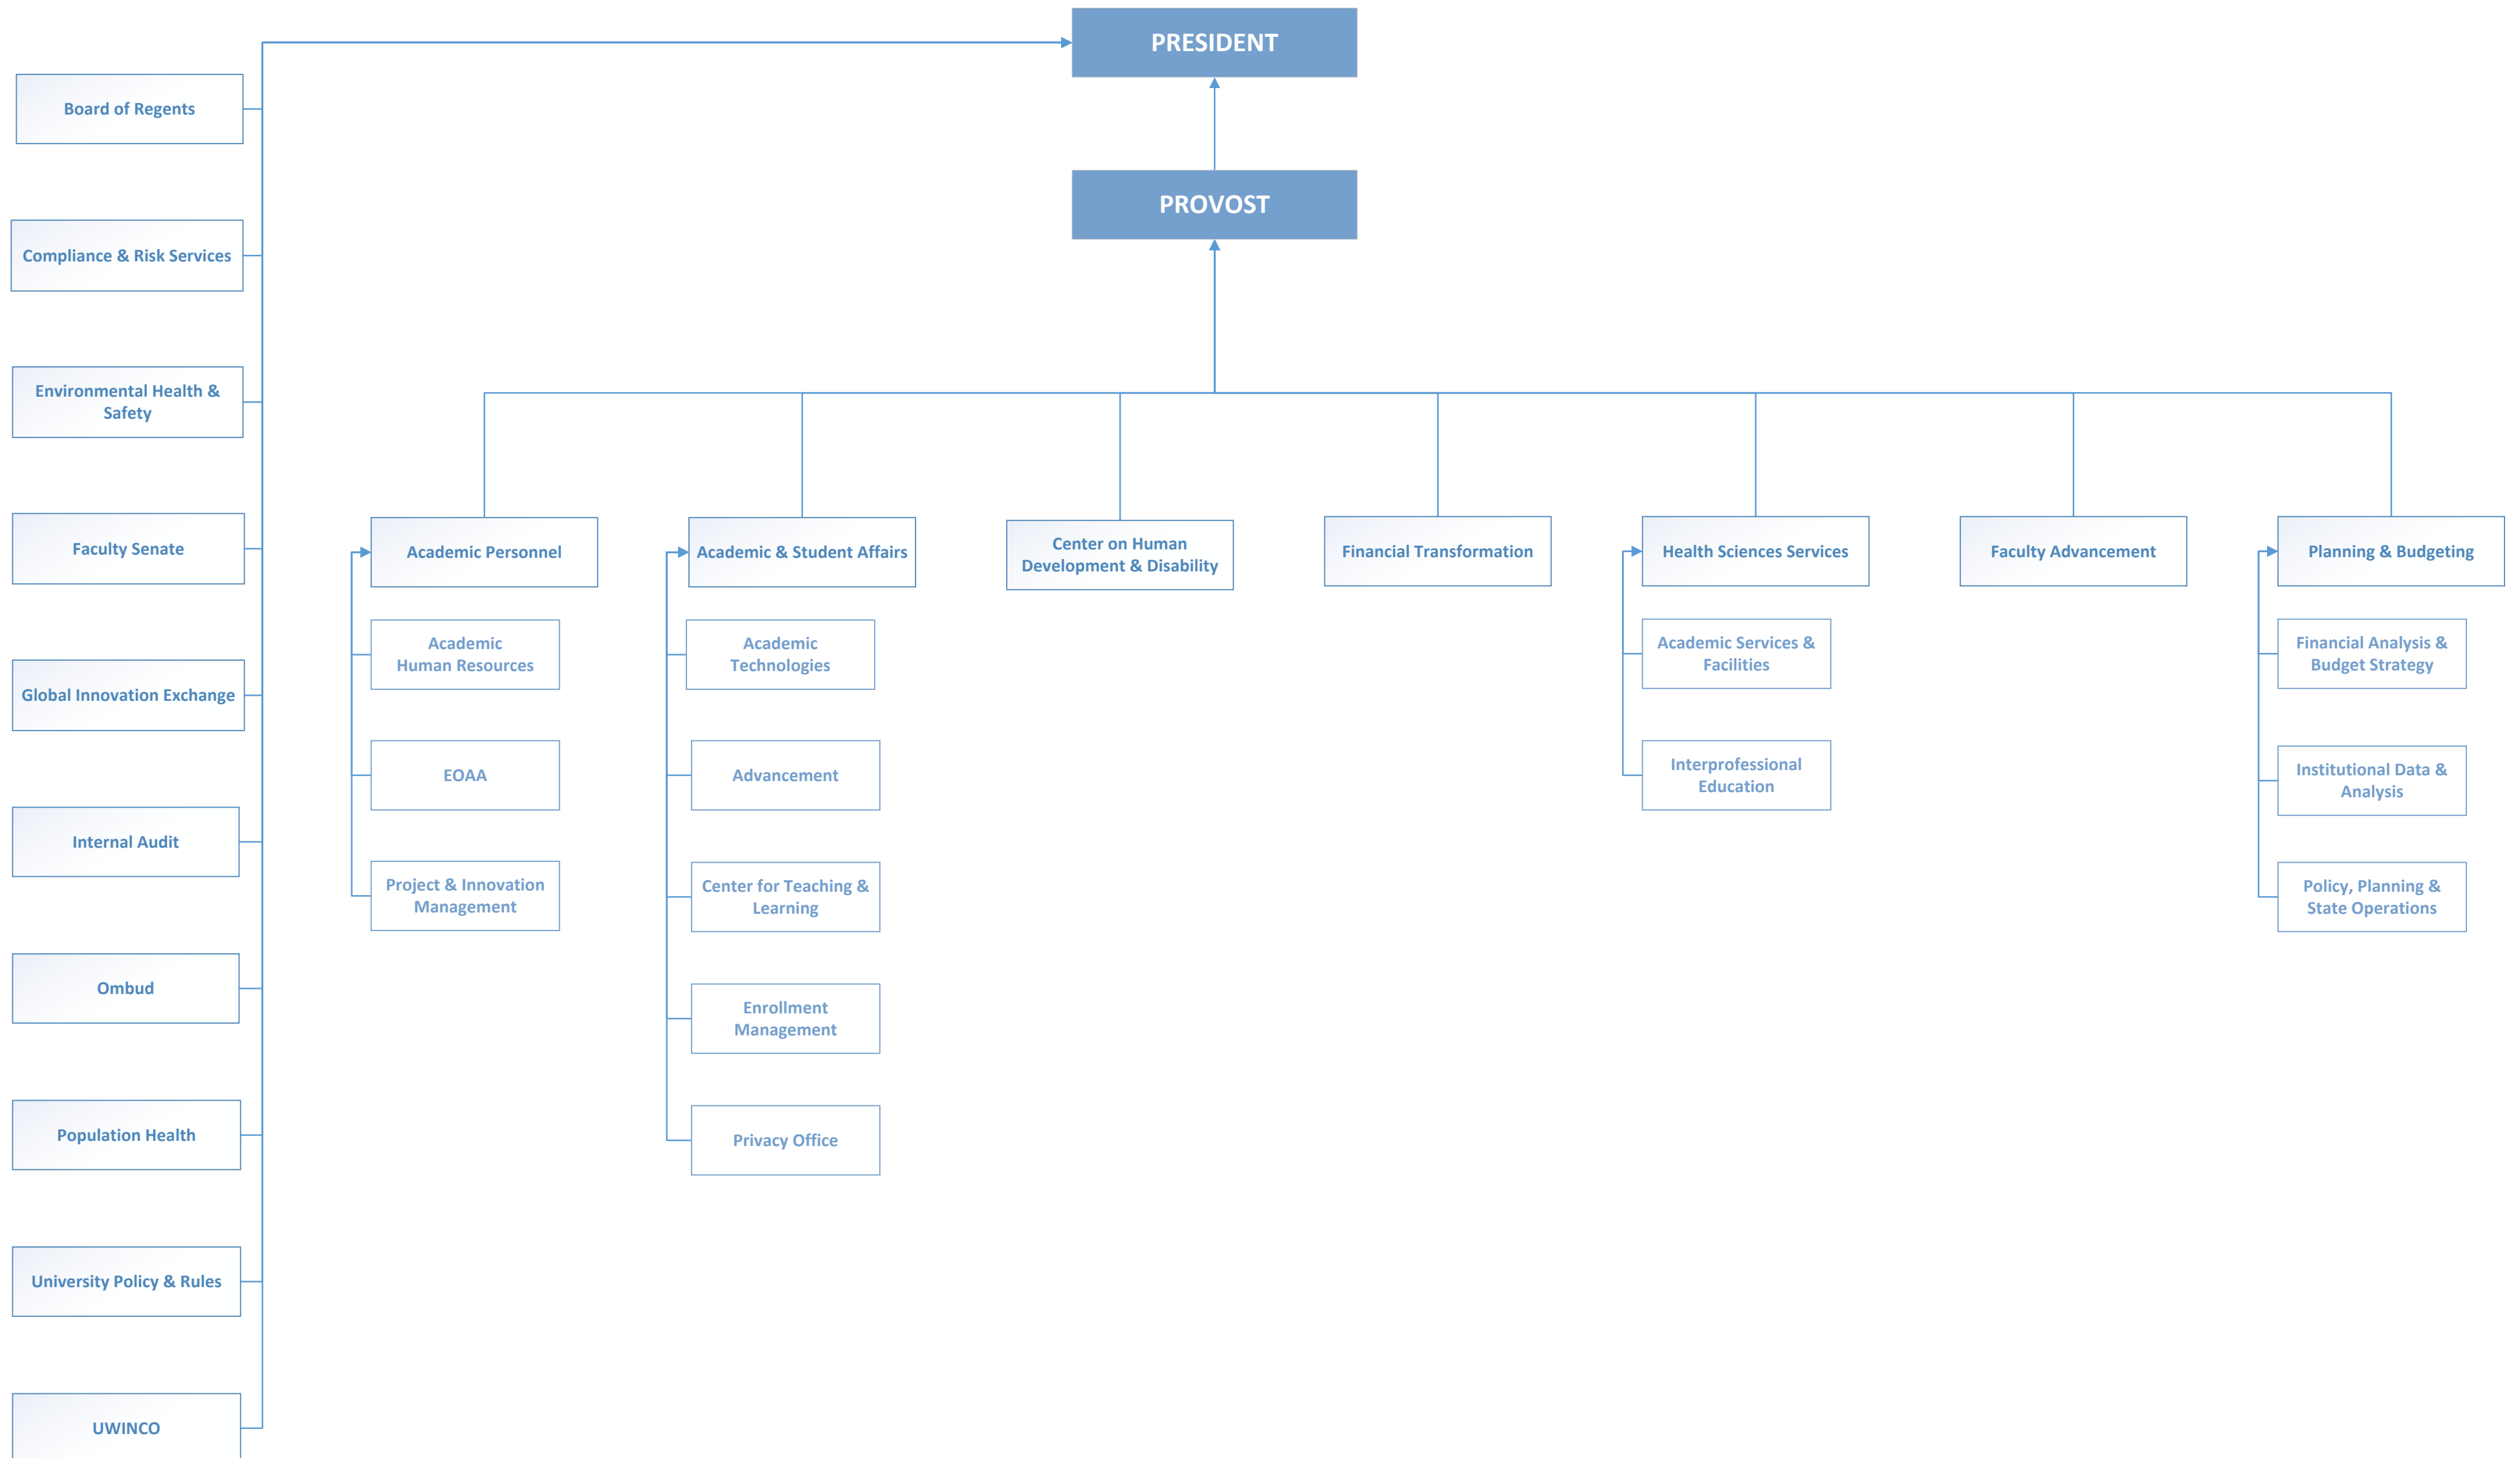 PRESIDENT
PROVOST
Board of Regents
Compliance & Risk Services
Environmental Health &
Safety
Faculty Senate
Global Innovation Exchange
Internal Audit
Ombud
Population Health
University Policy & Rules
UWINCO
Academic Personnel
Academic
Human Resources
EOAA
Project & Innovation
Management
Academic & Student Affairs
Academic
Technologies
Advancement
Center for Teaching &
Learning
Enrollment
Management
Privacy Office
Center on Human
Development & Disability
Financial Transformation
Health Sciences Services
Academic Services &
Facilities
Interprofessional
Education
Faculty Advancement
Planning & Budgeting
Financial Analysis &
Budget Strategy
Institutional Data &
Analysis
Policy, Planning &
State Operations